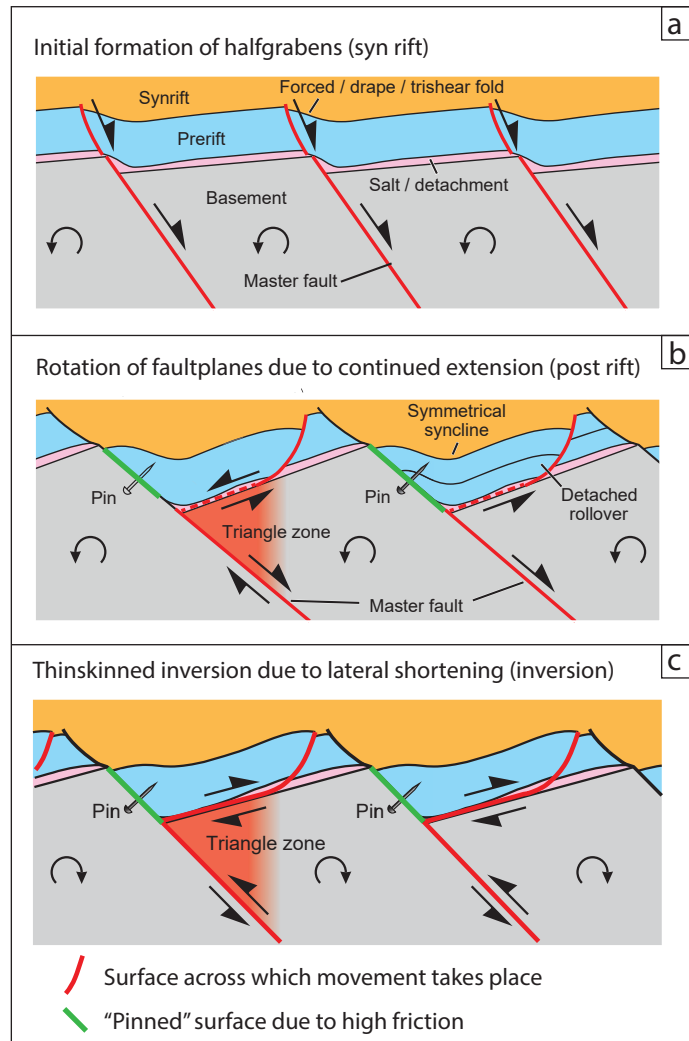 a
Initial formation of halfgrabens (syn rift)
Synrift
Forced / drape / trishear fold
Prerift
Salt / detachment
Basement
Master fault
b
Rotation of faultplanes due to continued extension (post rift)
Symmetrical
syncline
Pin
Pin
Detached
rollover
Triangle zone
Master fault
c
Thinskinned inversion due to lateral shortening (inversion)
Pin
Pin
Triangle zone
Surface across which movement takes place
“Pinned” surface due to high friction